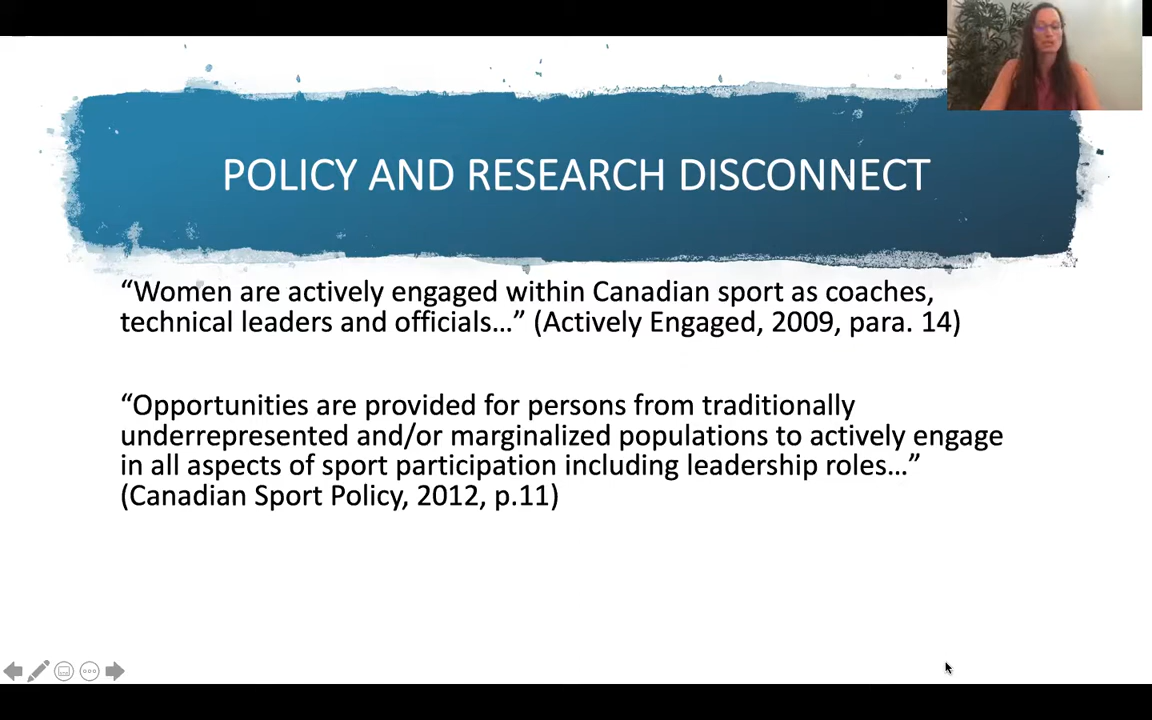 POLICY AND RESEARCH DISCONNECT
“Women are actively engaged within Canadian sport as coaches,
technical leaders and officials…” (Actively Engaged, 2009, para. 14)
“Opportunities are provided for persons from traditionally
underrepresented and/or marginalized populations to actively engage
in all aspects of sport participation including leadership roles…”
(Canadian Sport Policy, 2012, p.11)